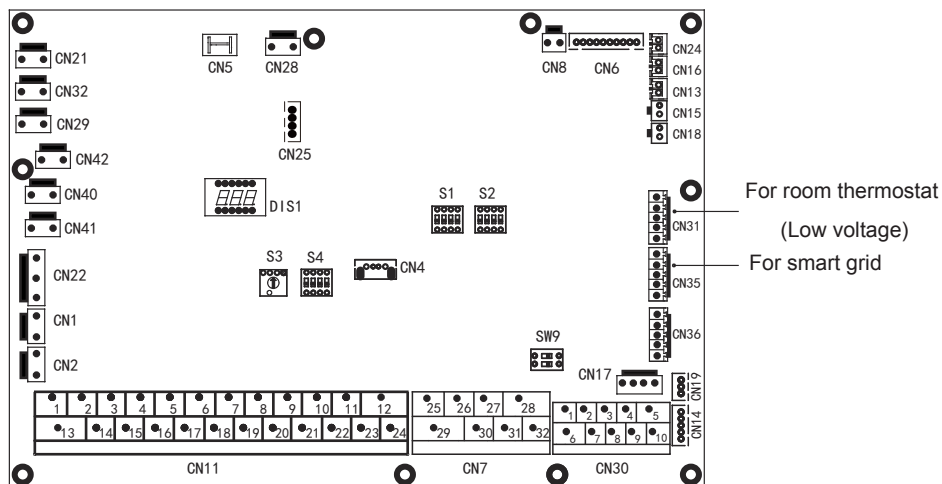 CN21
CN32
CN29
CN42
CN40
CN41
CN22
CN1
CN2
CN5
CN28
CN25
DIS1
S3 S4
CN4
S1 S2
CN8 CN6
CN24
CN16
CN13
CN15
CN18
CN31
CN35
CN36
For room thermostat
(Low voltage)
For smart grid
SW9
CN17
CN19
CN14
1 2 3 4 5 6 7 8 9 10 11 12
13 14 15 16 17 18 19 20 21 22 23 24
CN11
25 26 27 28
29 30 31 32
CN7
1 2 3 4 5
6 7 8 9 10
CN30